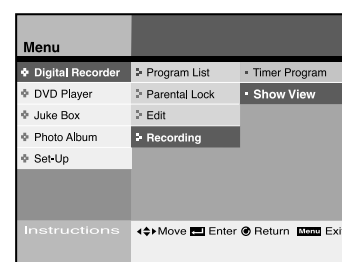 Menu
Digital Recorder
DVD Player
Juke Box
Photo Album
Set-Up
Program List
Parental Lock
Edit
Recording
Timer Program
Show View
Instructions
Move Enter Return Menu Exi